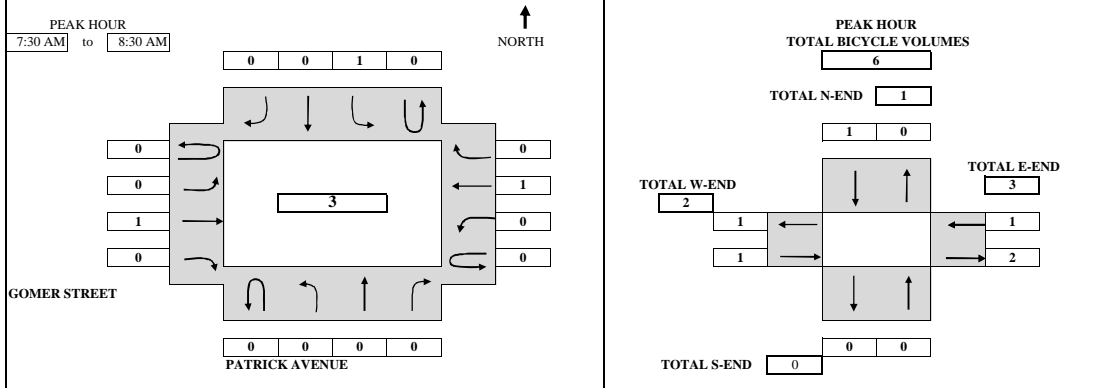 PEAK HOUR
7:30 AM to 8:30 AM
NORTH
0 0 1 0
0
0
1
0
3
0
1
0
0
GOMER STREET
0 0 0 0
PATRICK AVENUE
PEAK HOUR
TOTAL BICYCLE VOLUMES
6
TOTAL N-END 1
1 0
TOTAL E-END
3
TOTAL W-END
2
1 1
1 2
0 0
TOTAL S-END 0